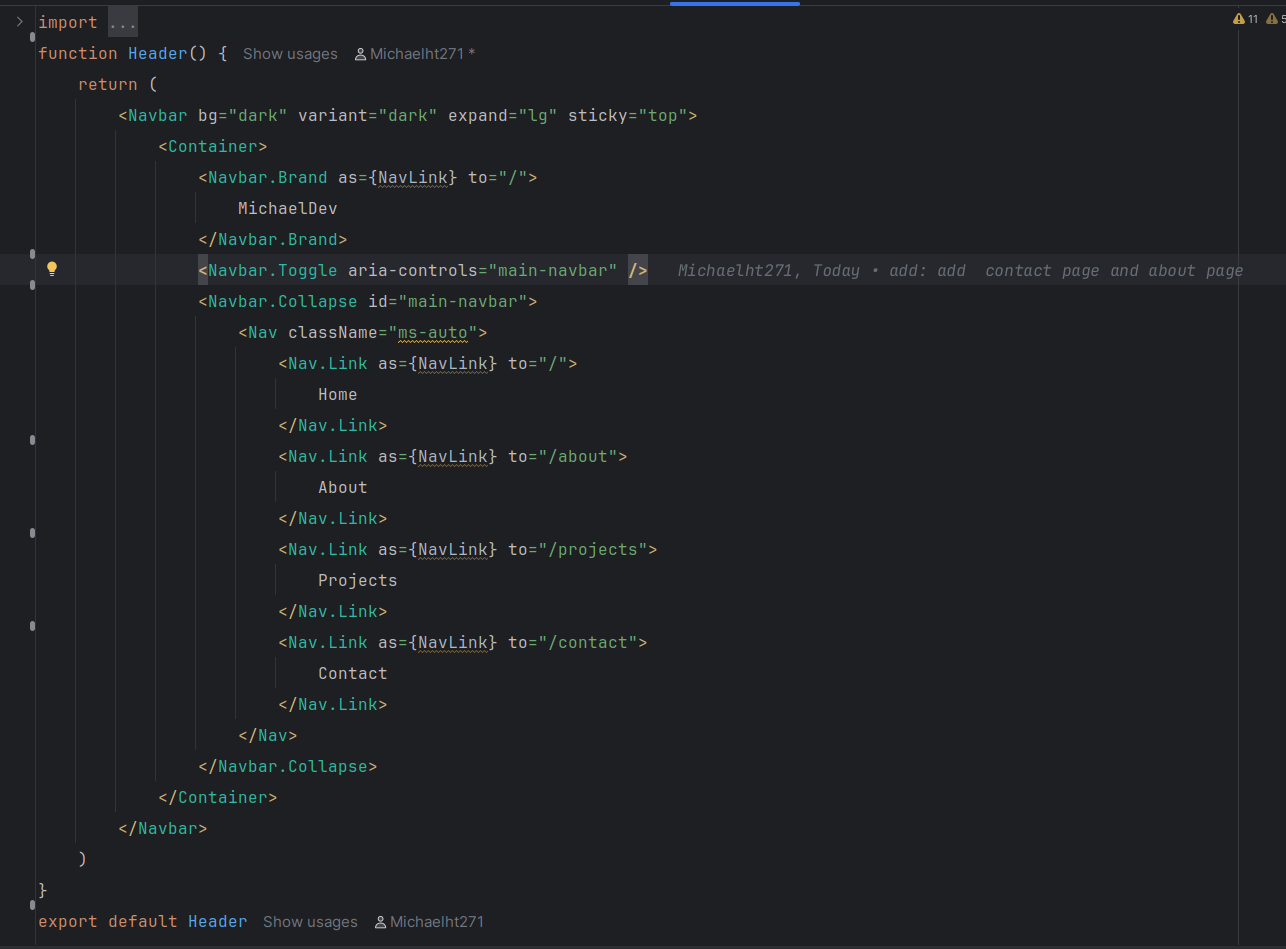 import ...
11 5
function Header() { Show usages Michaelht271 *
return (
<Navbar bg="dark" variant="dark" expand="lg" sticky="top">
<Container>
<Navbar.Brand as={NavLink} to="/">
MichaelDev
</Navbar.Brand>
<Navbar.Toggle aria-controls="main-navbar" /> Michaelht271, Today • add: add  contact page and about page
<Navbar.Collapse id="main-navbar">
<Nav className="ms-auto">
<Nav.Link as={NavLink} to="/">
Home
</Nav.Link>
<Nav.Link as={NavLink} to="/about">
About
</Nav.Link>
<Nav.Link as={NavLink} to="/projects">
Projects
</Nav.Link>
<Nav.Link as={NavLink} to="/contact">
Contact
</Nav.Link>
</Nav>
</Navbar.Collapse>
</Container>
</Navbar>
)
}
export default Header Show usages Michaelht271